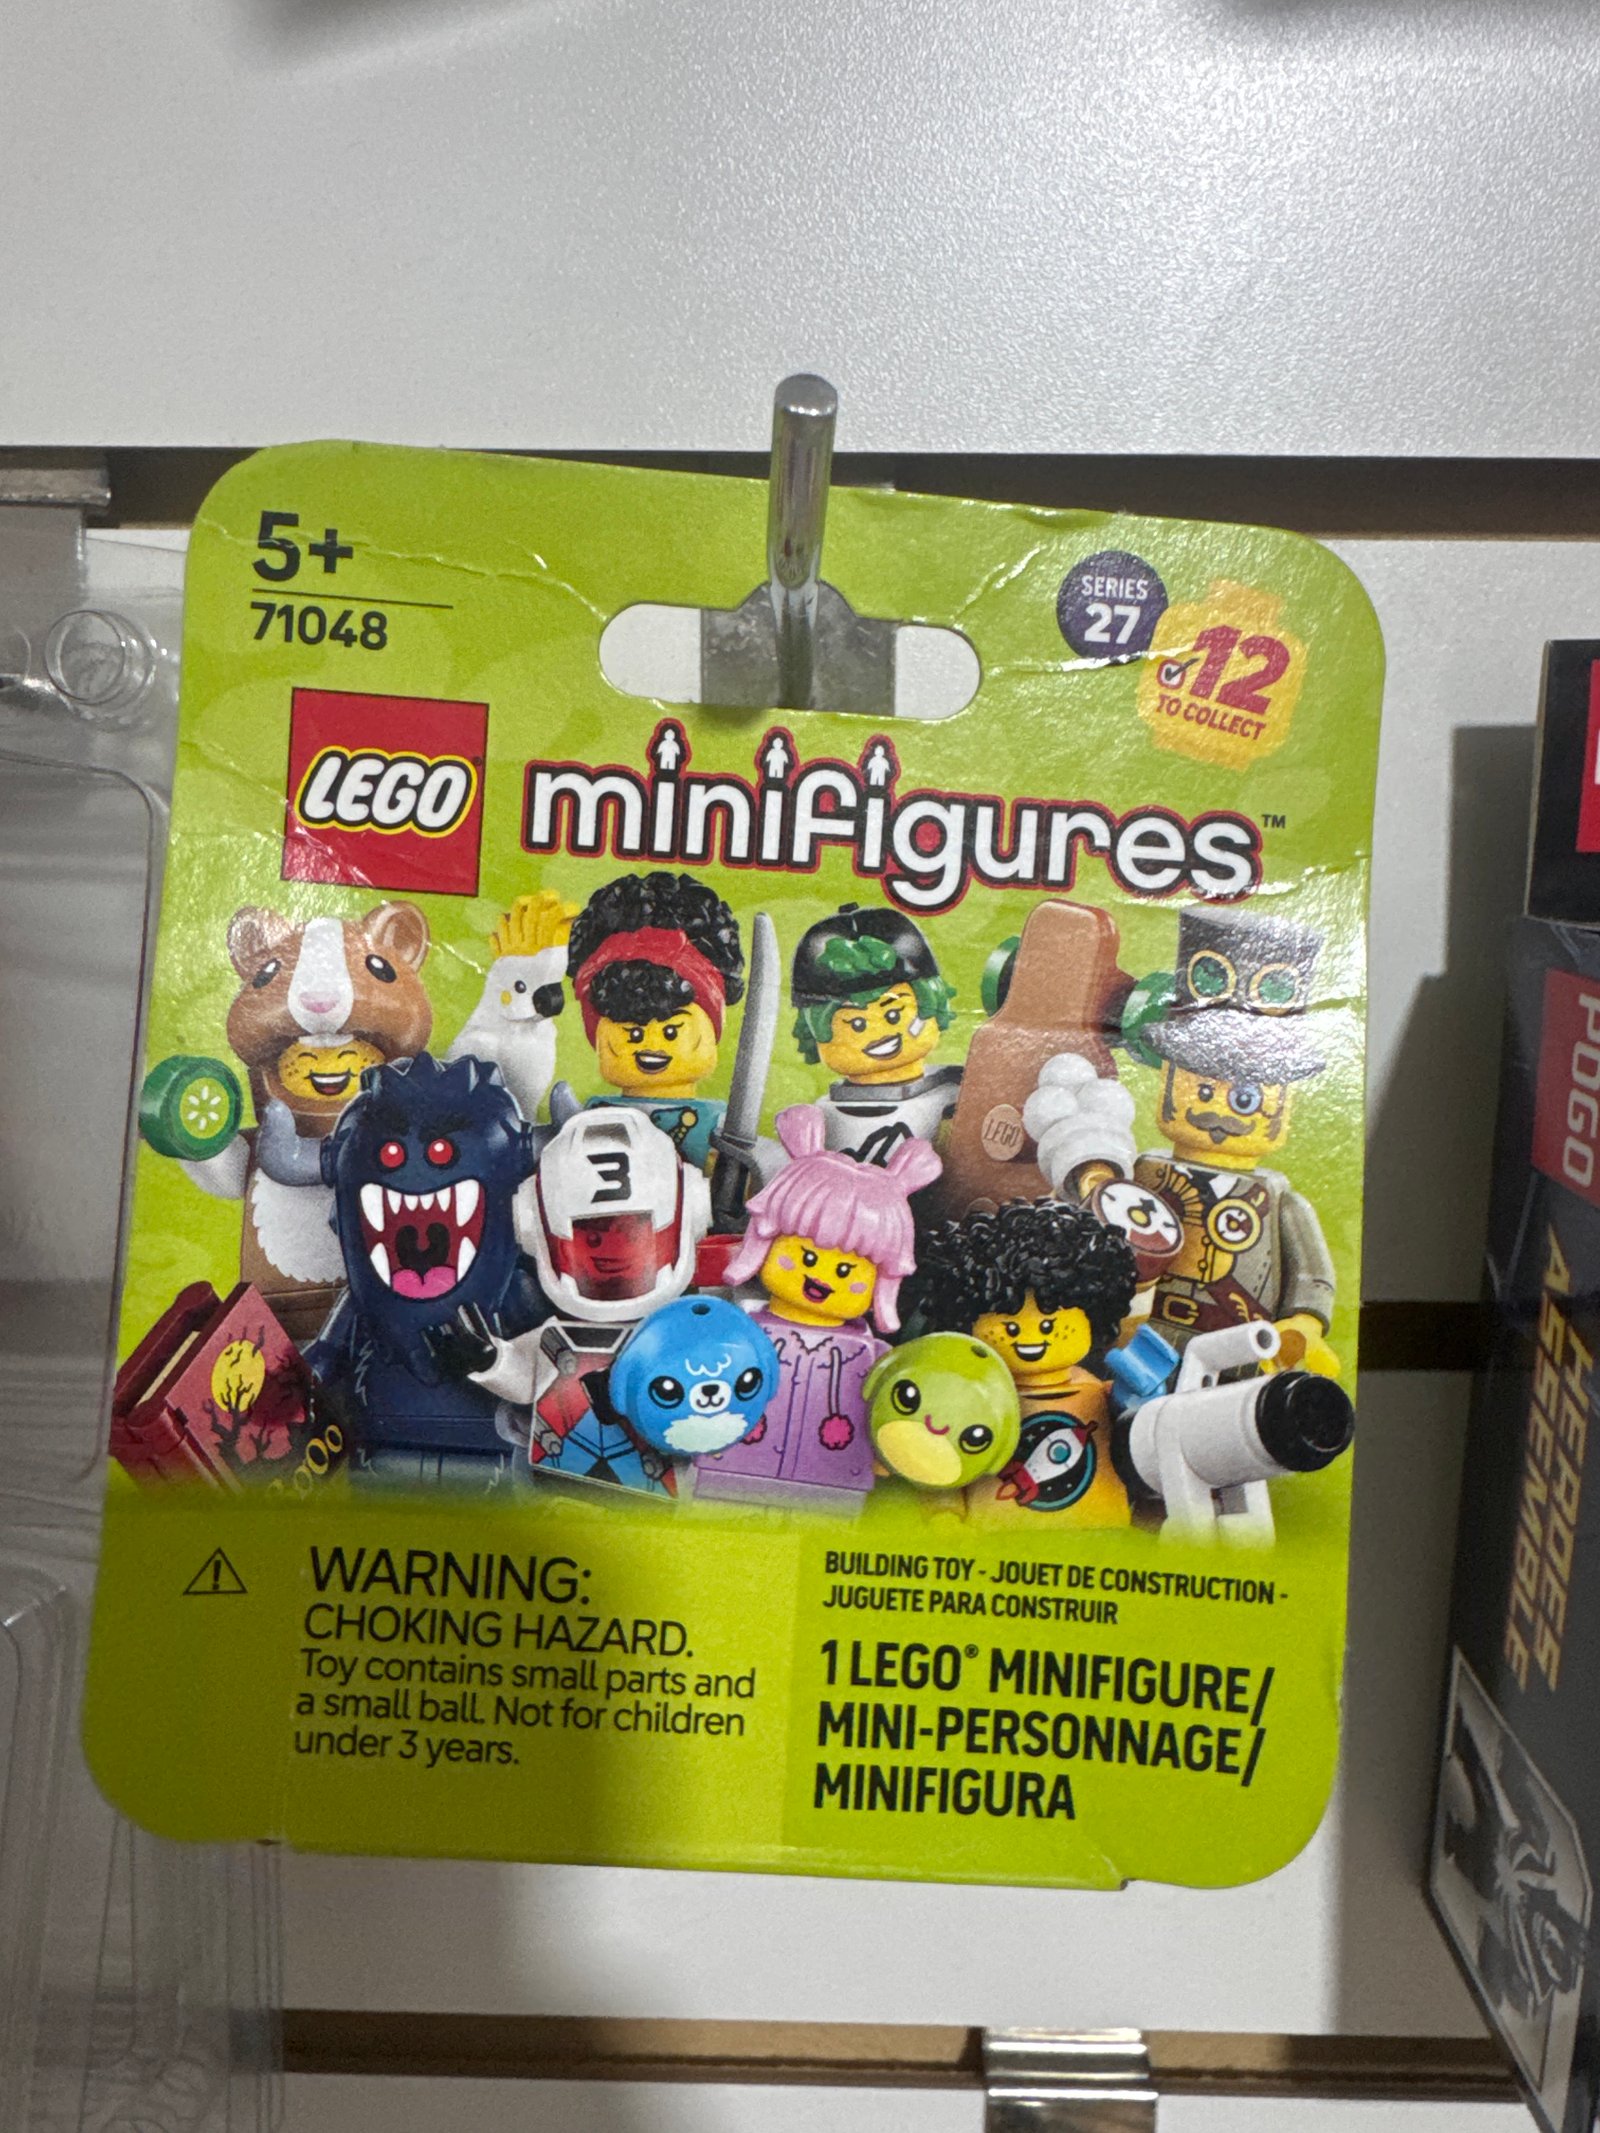 5+
71048
SERIES
27
12
TO COLLECT
LEGO
minifigures™
3
LEGO
BoOo
WARNING:
CHOKING HAZARD.
Toy contains small parts and
a small ball. Not for children
under 3 years.
BUILDING TOY - JOUET DE CONSTRUCTION -
JUGUETE PARA CONSTRUIR
1 LEGO® MINIFIGURE/
MINI-PERSONNAGE/
MINIFIGURA
POGO
HEROES
ASSEMBLE